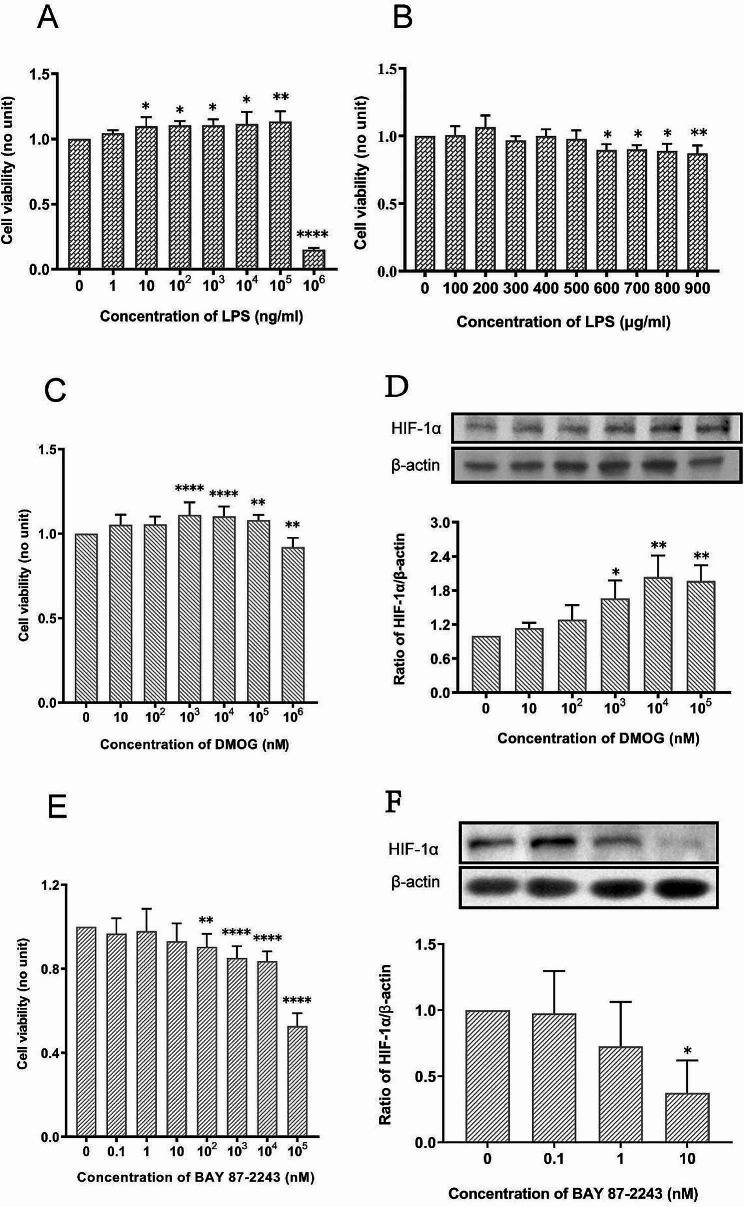 A
Cell viability (no unit)
1.5
1.0
0.5
0.0
* * * * ** ****
0 1 10 10² 10³ 10⁴ 10⁵ 10⁶
Concentration of LPS (ng/ml)
B
Cell viability (no unit)
1.5
1.0
0.5
0.0
* * * **
0 100 200 300 400 500 600 700 800 900
Concentration of LPS (μg/ml)
C
Cell viability (no unit)
1.5
1.0
0.5
0.0
**** **** ** **
0 10 10² 10³ 10⁴ 10⁵ 10⁶
Concentration of DMOG (nM)
D
HIF-1α
β-actin
Ratio of HIF-1α/β-actin
3.0
2.4
1.8
1.2
0.6
0.0
* ** **
0 10 10² 10³ 10⁴ 10⁵
Concentration of DMOG (nM)
E
Cell viability (no unit)
1.2
0.8
0.4
0.0
** **** **** ****
0 0.1 1 10 10² 10³ 10⁴ 10⁵
Concentration of BAY 87-2243 (nM)
F
HIF-1α
β-actin
Ratio of HIF-1α/β-actin
1.5
1.0
0.5
0.0
*
0 0.1 1 10
Concentration of BAY 87-2243 (nM)